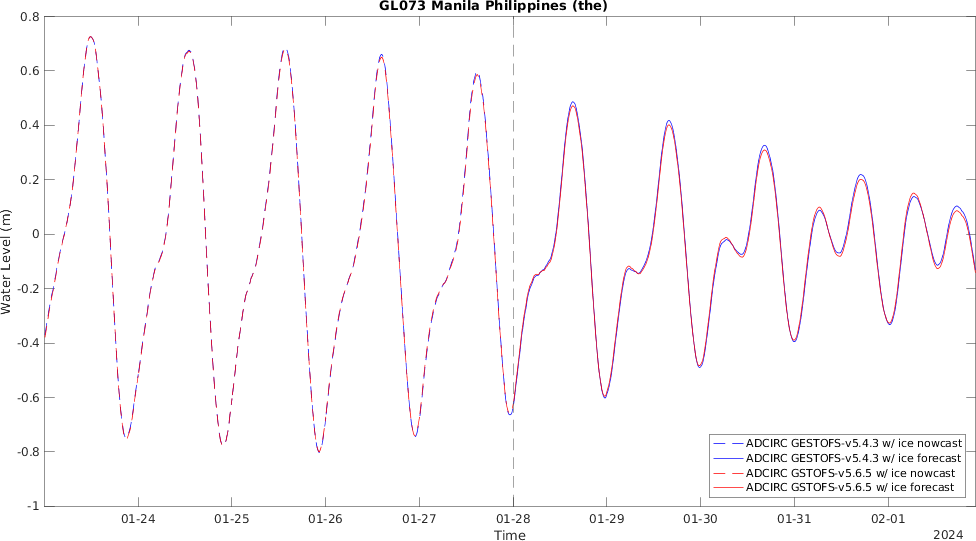 GL073 Manila Philippines (the)
0.8
0.6
0.4
0.2
0
-0.2
-0.4
-0.6
-0.8
-1
Water Level (m)
ADCIRC GESTOFS-v5.4.3 w/ ice nowcast
ADCIRC GESTOFS-v5.4.3 w/ ice forecast
ADCIRC GSTOFS-v5.6.5 w/ ice nowcast
ADCIRC GSTOFS-v5.6.5 w/ ice forecast
01-24 01-25 01-26 01-27 01-28 01-29 01-30 01-31 02-01
Time
2024